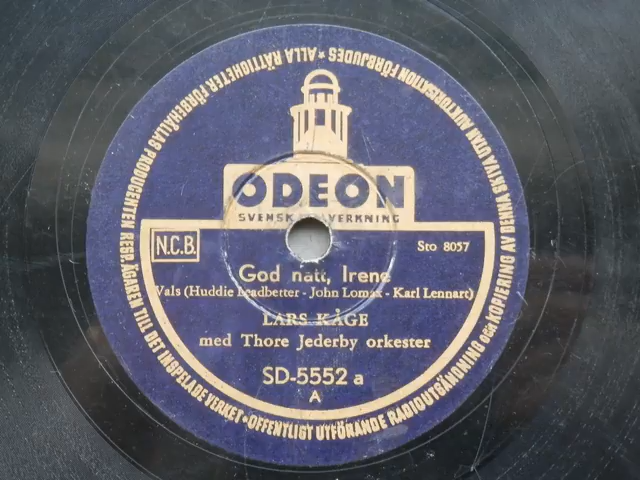 ODEON
SVENSK TILLVERKNING
N.C.B.
Sto 8057
God natt, Irene
Vals (Huddie Leadbetter - John Lomax - Karl Lennart)
LARS KÅGE
med Thore Jederby orkester
SD-5552 a
A
ALLA RÄTTIGHETER FÖRBEHÅLLAS PRODUCENTEN RESP. ÄGAREN TILL DET INSPELADE VERKET • OFFENTLIGT UTFÖRANDE RADIOUTSÄNDNING OCH KOPIERING AV DENNA SKIVA UTAN AUKTORISATION FÖRBJUDES ★